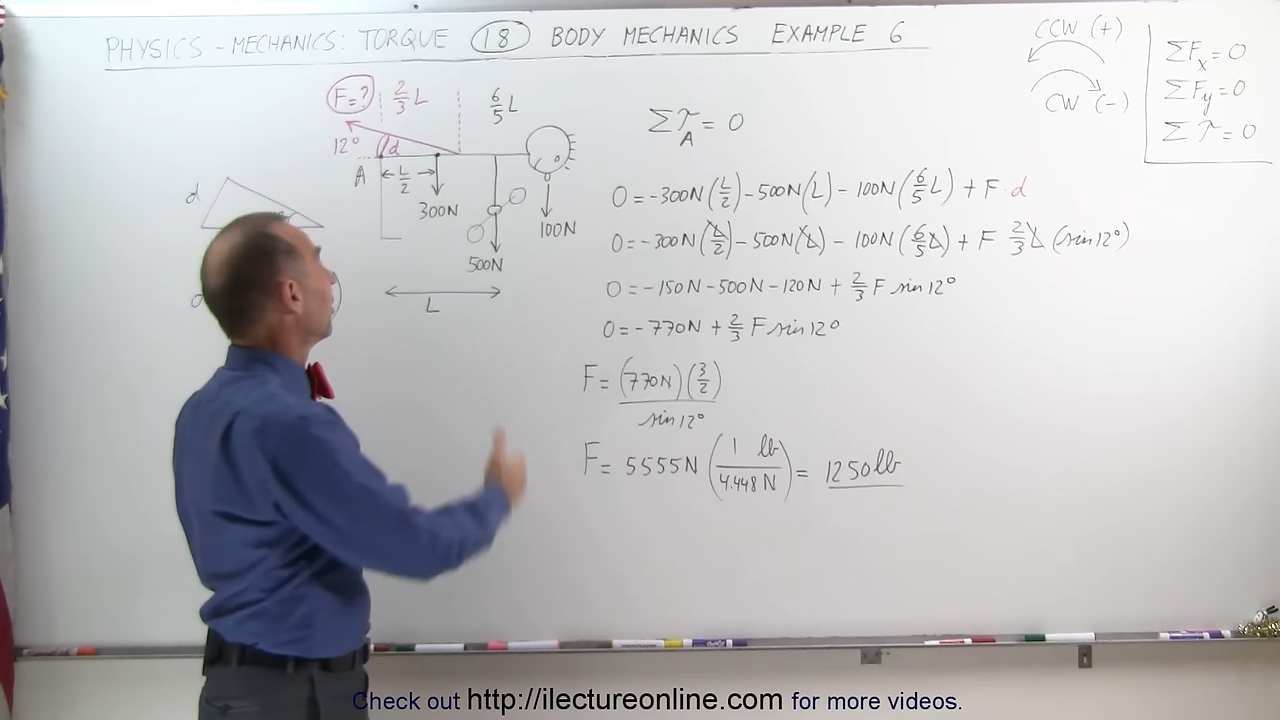 PHYSICS - MECHANICS: TORQUE 18 BODY MECHANICS EXAMPLE 6
CCW (+)
CW (-)
ΣFx = 0
ΣFy = 0
Στ = 0
F = ? 2/3 L 6/5 L
12° d
A L/2
300N
500N
100N
L
d
Στ_A = 0
0 = -300N (L/2) - 500N (L) - 100N (6/5 L) + F · d
0 = -300N (L/2) - 500N (L) - 100N (6/5 L) + F 2/3 L (sin 12°)
0 = -150N - 500N - 120N + 2/3 F sin 12°
0 = -770N + 2/3 F sin 12°
F = (770N)(3/2) / sin 12°
F = 5555N (1 lb / 4.448 N) = 1250 lb
Check out http://ilectureonline.com for more videos.